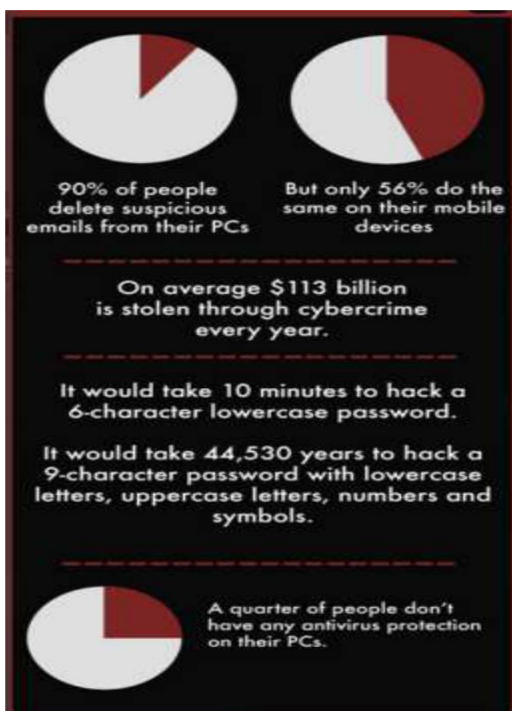 90% of people
delete suspicious
emails from their PCs
But only 56% do the
same on their mobile
devices
On average $113 billion
is stolen through cybercrime
every year.
It would take 10 minutes to hack a
6-character lowercase password.
It would take 44,530 years to hack a
9-character password with lowercase
letters, uppercase letters, numbers and
symbols.
A quarter of people don't
have any antivirus protection
on their PCs.